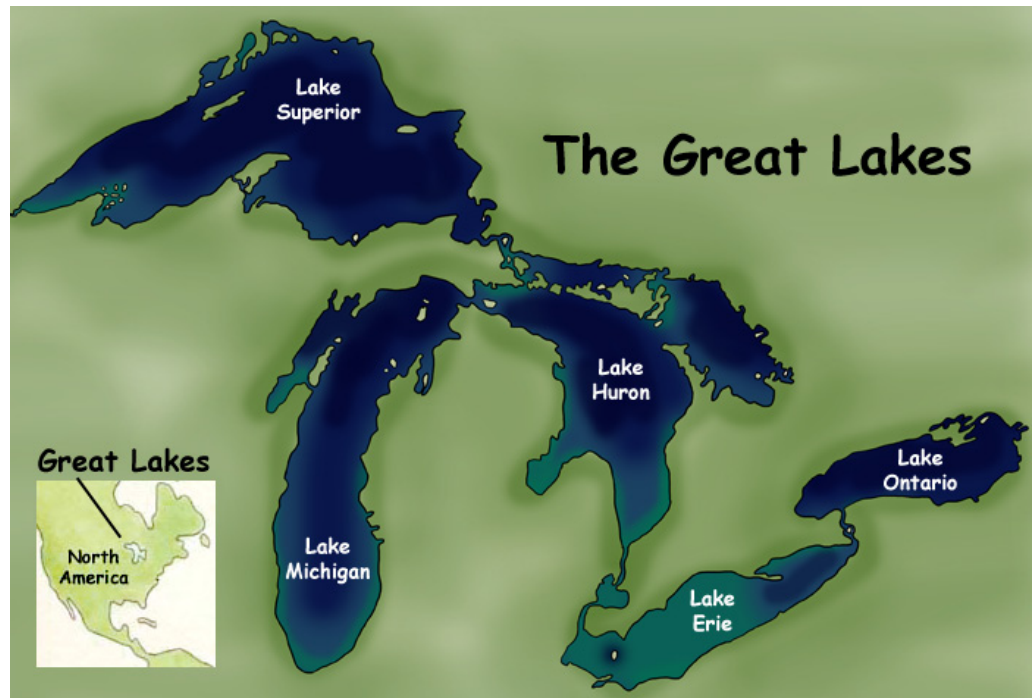 Lake
Superior
The Great Lakes
Lake
Huron
Great Lakes
Lake
Ontario
North
America
Lake
Michigan
Lake
Erie